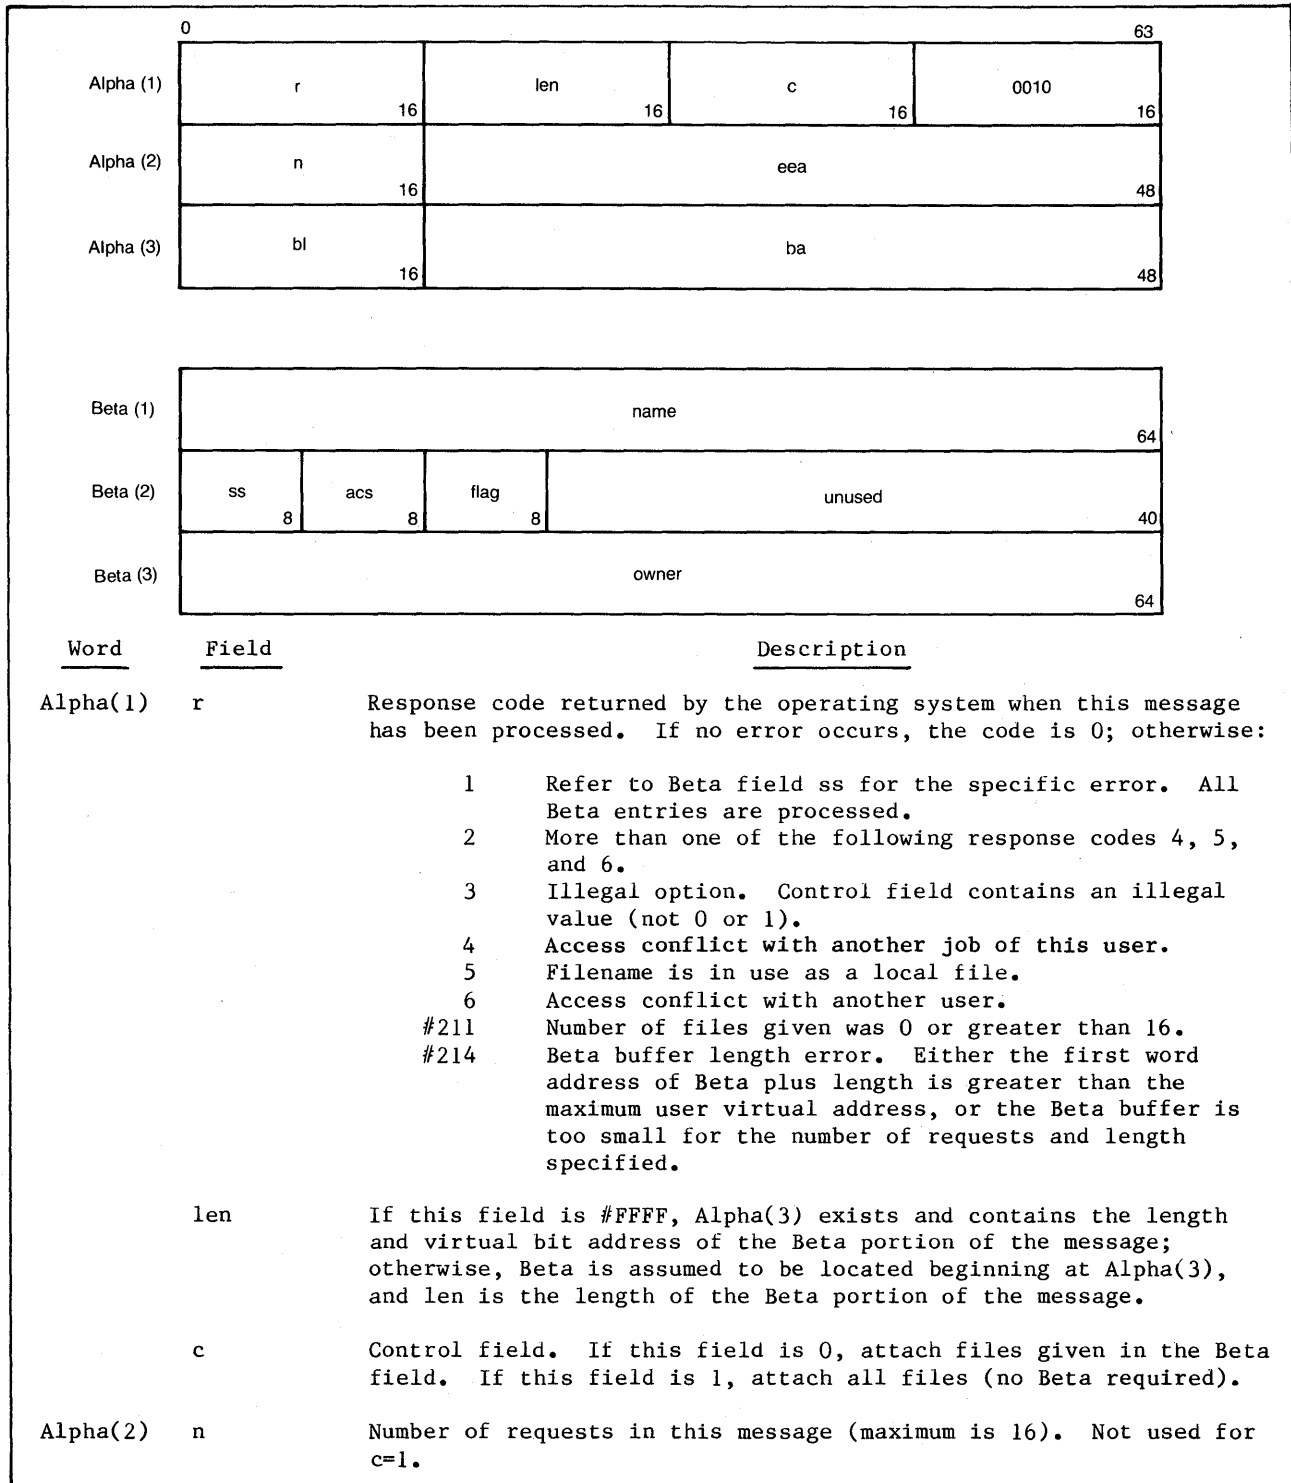 0 63
Alpha (1) r 16 len 16 c 16 0010 16
Alpha (2) n 16 eea 48
Alpha (3) bl 16 ba 48
Beta (1) name 64
Beta (2) ss 8 acs 8 flag 8 unused 40
Beta (3) owner 64
Word Field Description
Alpha(1) r Response code returned by the operating system when this message
has been processed. If no error occurs, the code is 0; otherwise:
1 Refer to Beta field ss for the specific error. All
Beta entries are processed.
2 More than one of the following response codes 4, 5,
and 6.
3 Illegal option. Control field contains an illegal
value (not 0 or 1).
4 Access conflict with another job of this user.
5 Filename is in use as a local file.
6 Access conflict with another user.
#211 Number of files given was 0 or greater than 16.
#214 Beta buffer length error. Either the first word
address of Beta plus length is greater than the
maximum user virtual address, or the Beta buffer is
too small for the number of requests and length
specified.
len If this field is #FFFF, Alpha(3) exists and contains the length
and virtual bit address of the Beta portion of the message;
otherwise, Beta is assumed to be located beginning at Alpha(3),
and len is the length of the Beta portion of the message.
c Control field. If this field is 0, attach files given in the Beta
field. If this field is 1, attach all files (no Beta required).
Alpha(2) n Number of requests in this message (maximum is 16). Not used for
c=1.